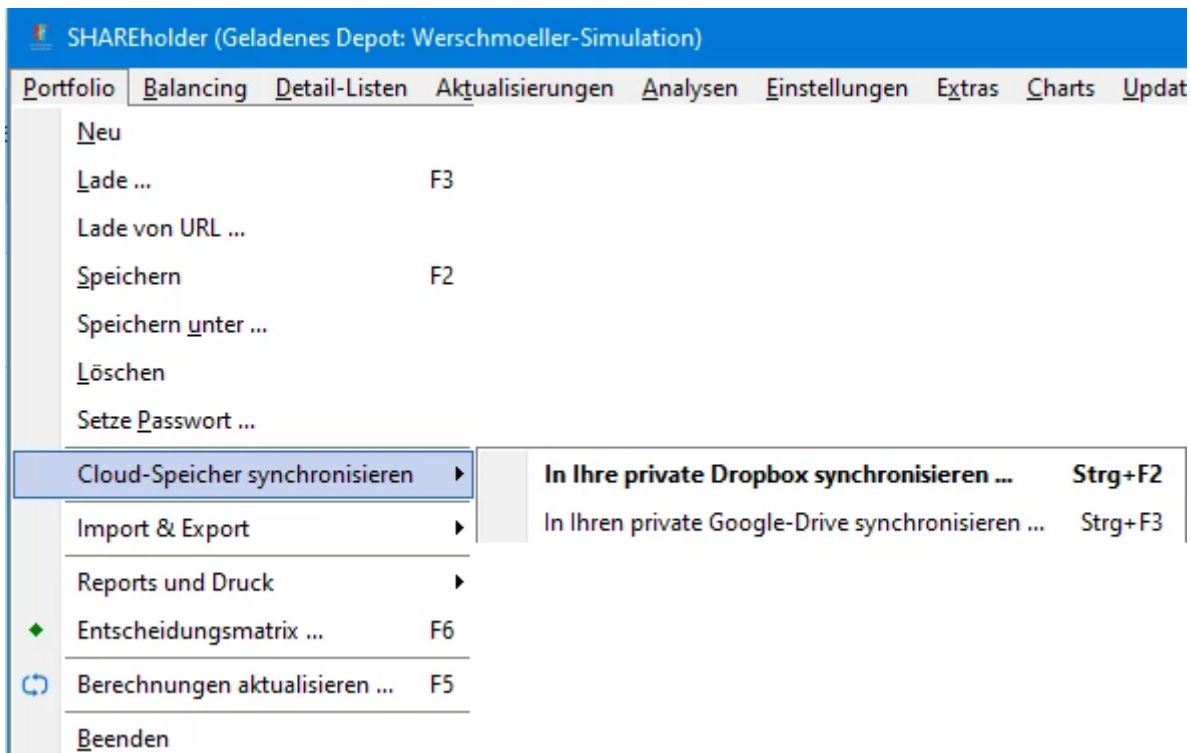 SHAREholder (Geladenes Depot: Werschmoeller-Simulation)
Portfolio Balancing Detail-Listen Aktualisierungen Analysen Einstellungen Extras Charts Updat
Neu
Lade ... F3
Lade von URL ...
Speichern F2
Speichern unter ...
Löschen
Setze Passwort ...
Cloud-Speicher synchronisieren
In Ihre private Dropbox synchronisieren ... Strg+F2
In Ihren private Google-Drive synchronisieren ... Strg+F3
Import & Export
Reports und Druck
Entscheidungsmatrix ... F6
Berechnungen aktualisieren ... F5
Beenden